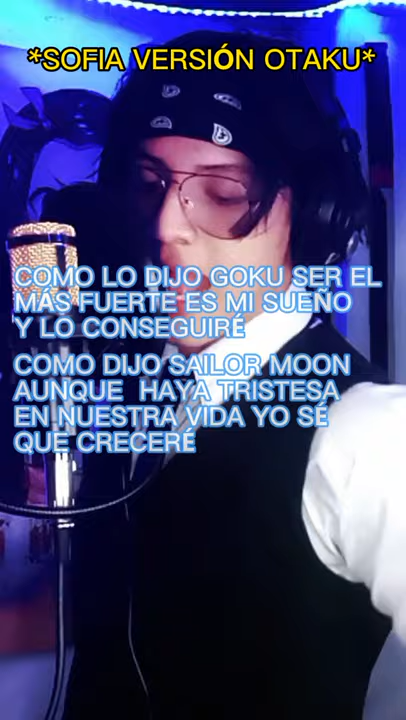 *SOFIA VERSIÓN OTAKU*
COMO LO DIJO GOKU SER EL
MÁS FUERTE ES MI SUEÑO
Y LO CONSEGUIRÉ
COMO DIJO SAILOR MOON
AUNQUE HAYA TRISTESA
EN NUESTRA VIDA YO SÉ
QUE CRECERÉ